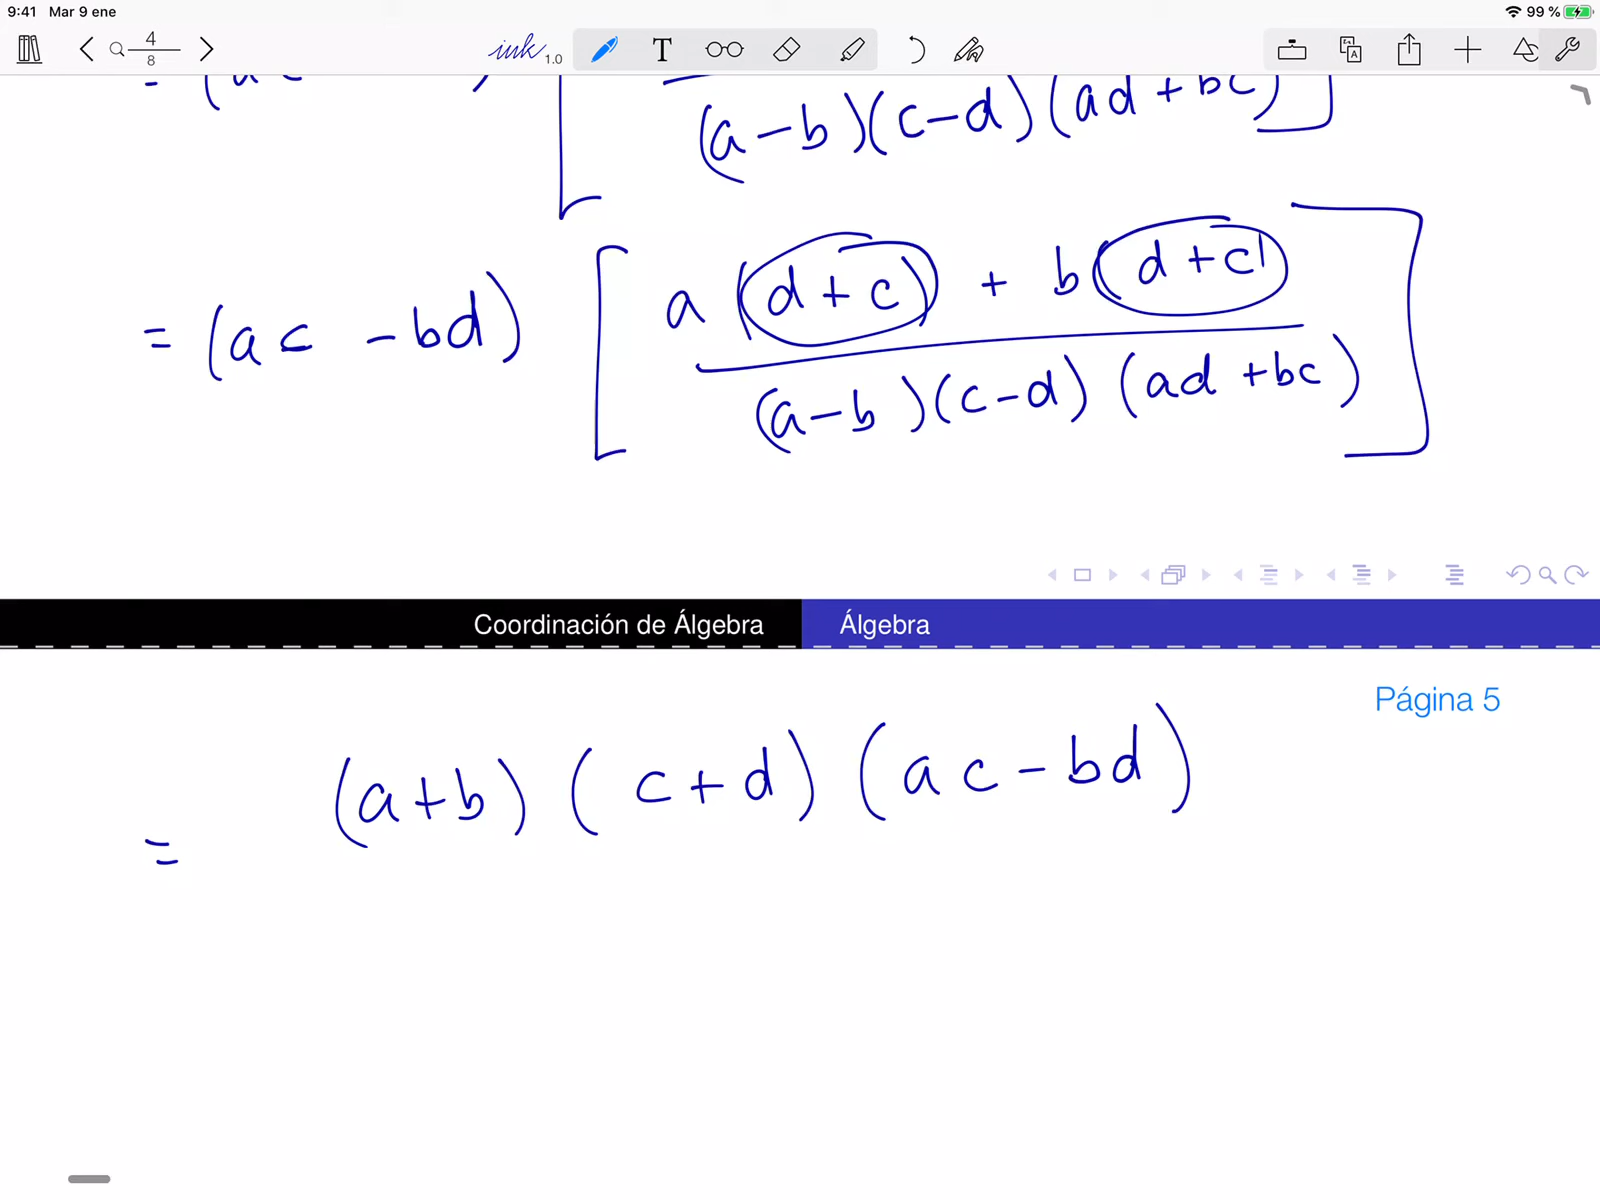 9:41 Mar 9 ene 99 %
4
8
ink 1.0 T
= (ac
(a-b)(c-d)(ad+bc)
a(d+c) + b(d+c)
= (ac -bd)
(a-b)(c-d)(ad+bc)
Coordinación de Álgebra Álgebra
Página 5
(a+b)(c+d)(ac-bd)
=